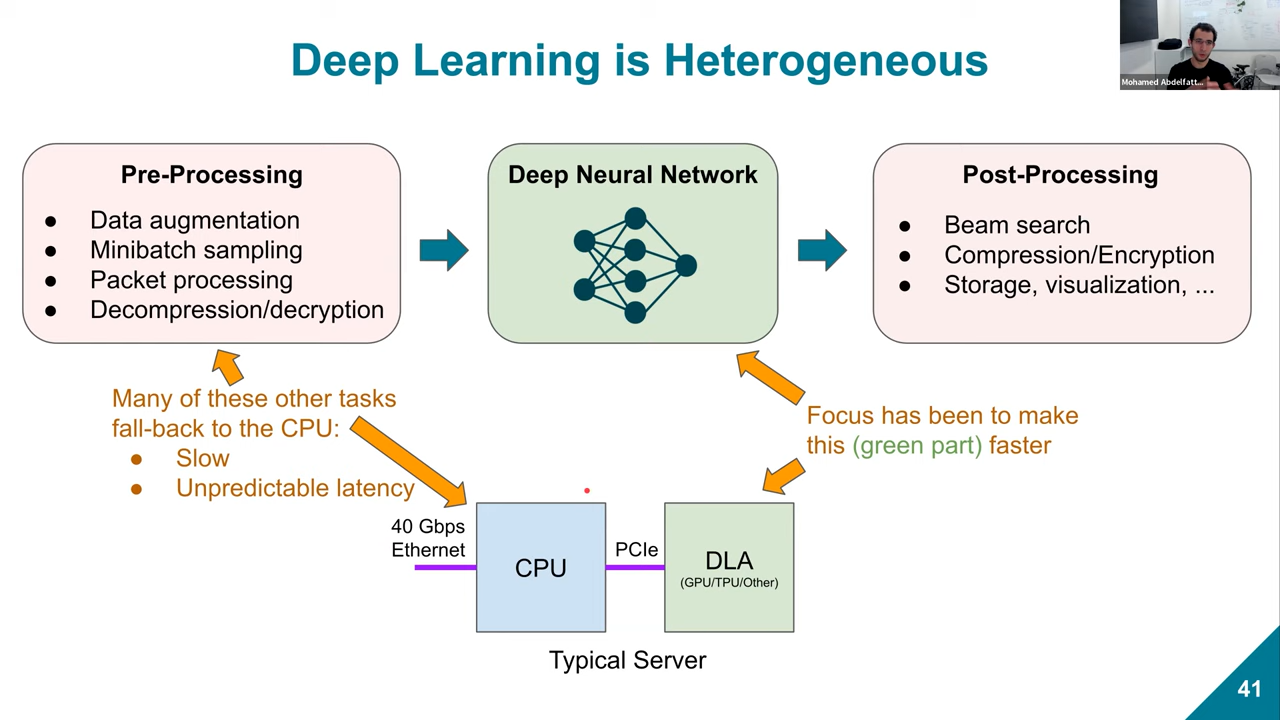 Deep Learning is Heterogeneous
Mohamed Abdelfatt...
Pre-Processing
● Data augmentation
● Minibatch sampling
● Packet processing
● Decompression/decryption
Deep Neural Network
Post-Processing
● Beam search
● Compression/Encryption
● Storage, visualization, ...
Many of these other tasks
fall-back to the CPU:
● Slow
● Unpredictable latency
Focus has been to make
this (green part) faster
40 Gbps
Ethernet
CPU
PCIe
DLA
(GPU/TPU/Other)
Typical Server
41